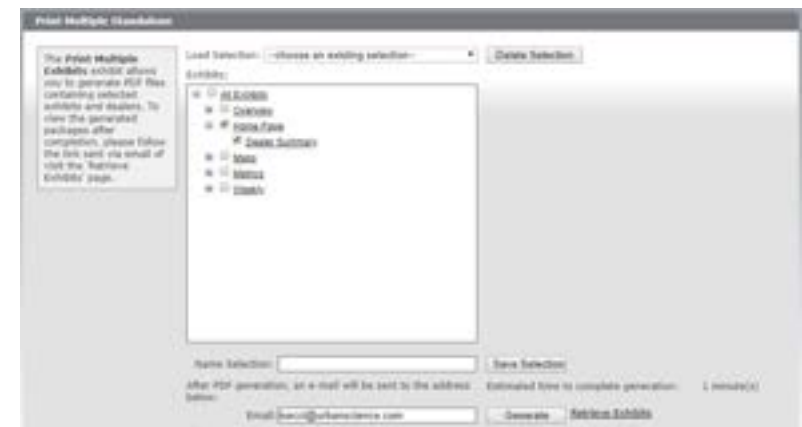 Print Multiple Standalone
The Print Multiple
Exhibits exhibit allows
you to generate PDF files
containing selected
exhibits and dealers. To
view the generated
packages after
completion, please follow
the link sent via email or
visit the 'Retrieve
Exhibits' page.
Load Selection: --choose an existing selection--
Delete Selection
Exhibits:
All Exhibits
Overview
Home Page
Dealer Summary
Maps
Metrics
Weekly
Name Selection:
Save Selection
After PDF generation, an e-mail will be sent to the address
below.
Estimated time to complete generation: 1 minute(s)
Email: @urbanscience.com
Generate
Retrieve Exhibits